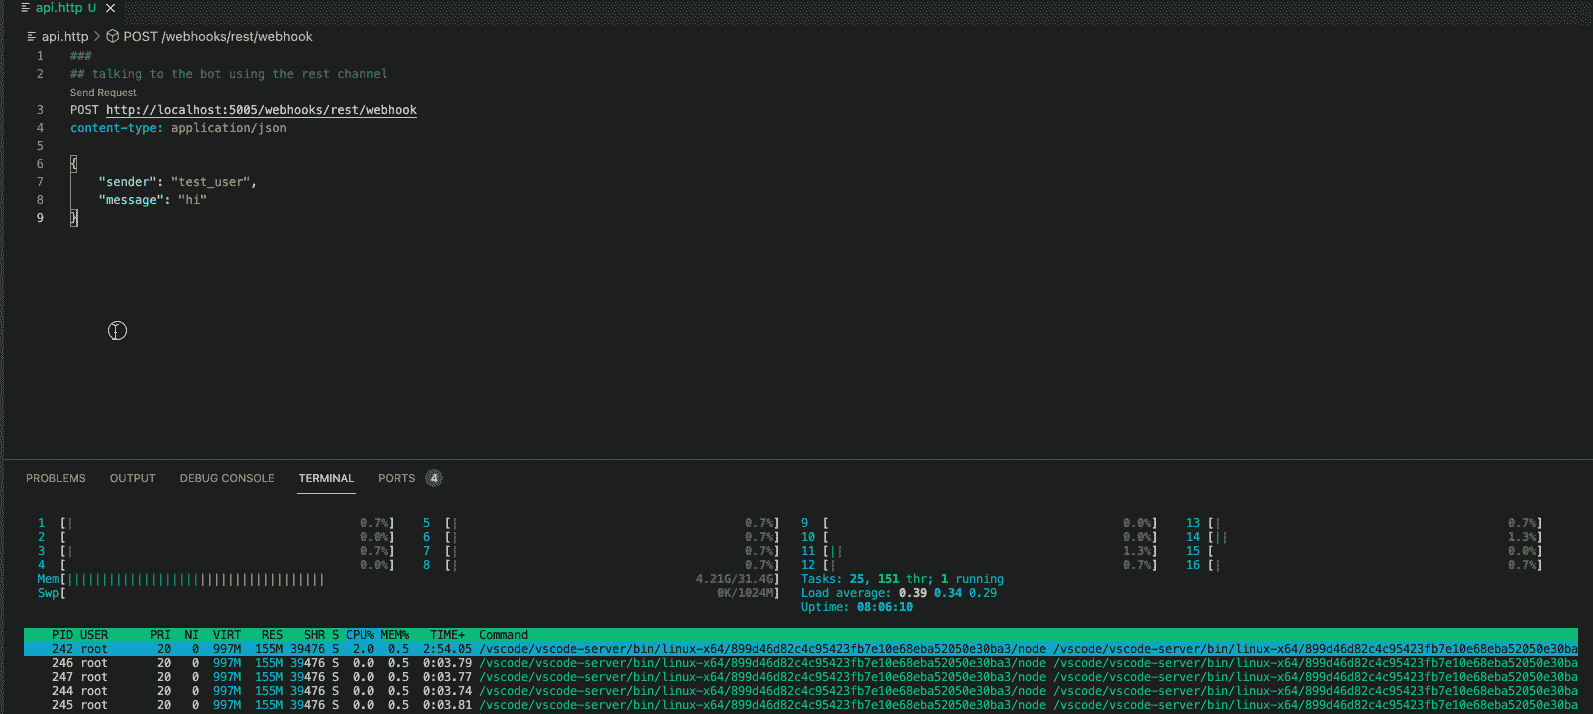 api.http U
api.http > POST /webhooks/rest/webhook
1 ###
2 ## talking to the bot using the rest channel
Send Request
3 POST http://localhost:5005/webhooks/rest/webhook
4 content-type: application/json
5
6 {
7 "sender": "test_user",
8 "message": "hi"
9 }
PROBLEMS OUTPUT DEBUG CONSOLE TERMINAL PORTS 4
1 [| 0.7%] 5 [| 0.7%] 9 [ 0.0%] 13 [| 0.7%]
2 [ 0.0%] 6 [| 0.7%] 10 [ 0.0%] 14 [|| 1.3%]
3 [| 0.7%] 7 [| 0.7%] 11 [|| 1.3%] 15 [ 0.0%]
4 [ 0.0%] 8 [| 0.7%] 12 [| 0.7%] 16 [| 0.7%]
Mem[||||||||||||||||||||||||||||||||||||| 4.21G/31.4G] Tasks: 25, 151 thr; 1 running
Swp[ 0K/1024M] Load average: 0.39 0.34 0.29
Uptime: 08:06:10
PID USER PRI NI VIRT RES SHR S CPU% MEM% TIME+ Command
242 root 20 0 997M 155M 39476 S 2.0 0.5 2:54.05 /vscode/vscode-server/bin/linux-x64/899d46d82c4c95423fb7e10e68eba52050e30ba3/node /vscode/vscode-server/bin/linux-x64/899d46d82c4c95423fb7e10e68eba52050e30ba
246 root 20 0 997M 155M 39476 S 0.0 0.5 0:03.79 /vscode/vscode-server/bin/linux-x64/899d46d82c4c95423fb7e10e68eba52050e30ba3/node /vscode/vscode-server/bin/linux-x64/899d46d82c4c95423fb7e10e68eba52050e30ba
247 root 20 0 997M 155M 39476 S 0.0 0.5 0:03.77 /vscode/vscode-server/bin/linux-x64/899d46d82c4c95423fb7e10e68eba52050e30ba3/node /vscode/vscode-server/bin/linux-x64/899d46d82c4c95423fb7e10e68eba52050e30ba
244 root 20 0 997M 155M 39476 S 0.0 0.5 0:03.74 /vscode/vscode-server/bin/linux-x64/899d46d82c4c95423fb7e10e68eba52050e30ba3/node /vscode/vscode-server/bin/linux-x64/899d46d82c4c95423fb7e10e68eba52050e30ba
245 root 20 0 997M 155M 39476 S 0.0 0.5 0:03.81 /vscode/vscode-server/bin/linux-x64/899d46d82c4c95423fb7e10e68eba52050e30ba3/node /vscode/vscode-server/bin/linux-x64/899d46d82c4c95423fb7e10e68eba52050e30ba